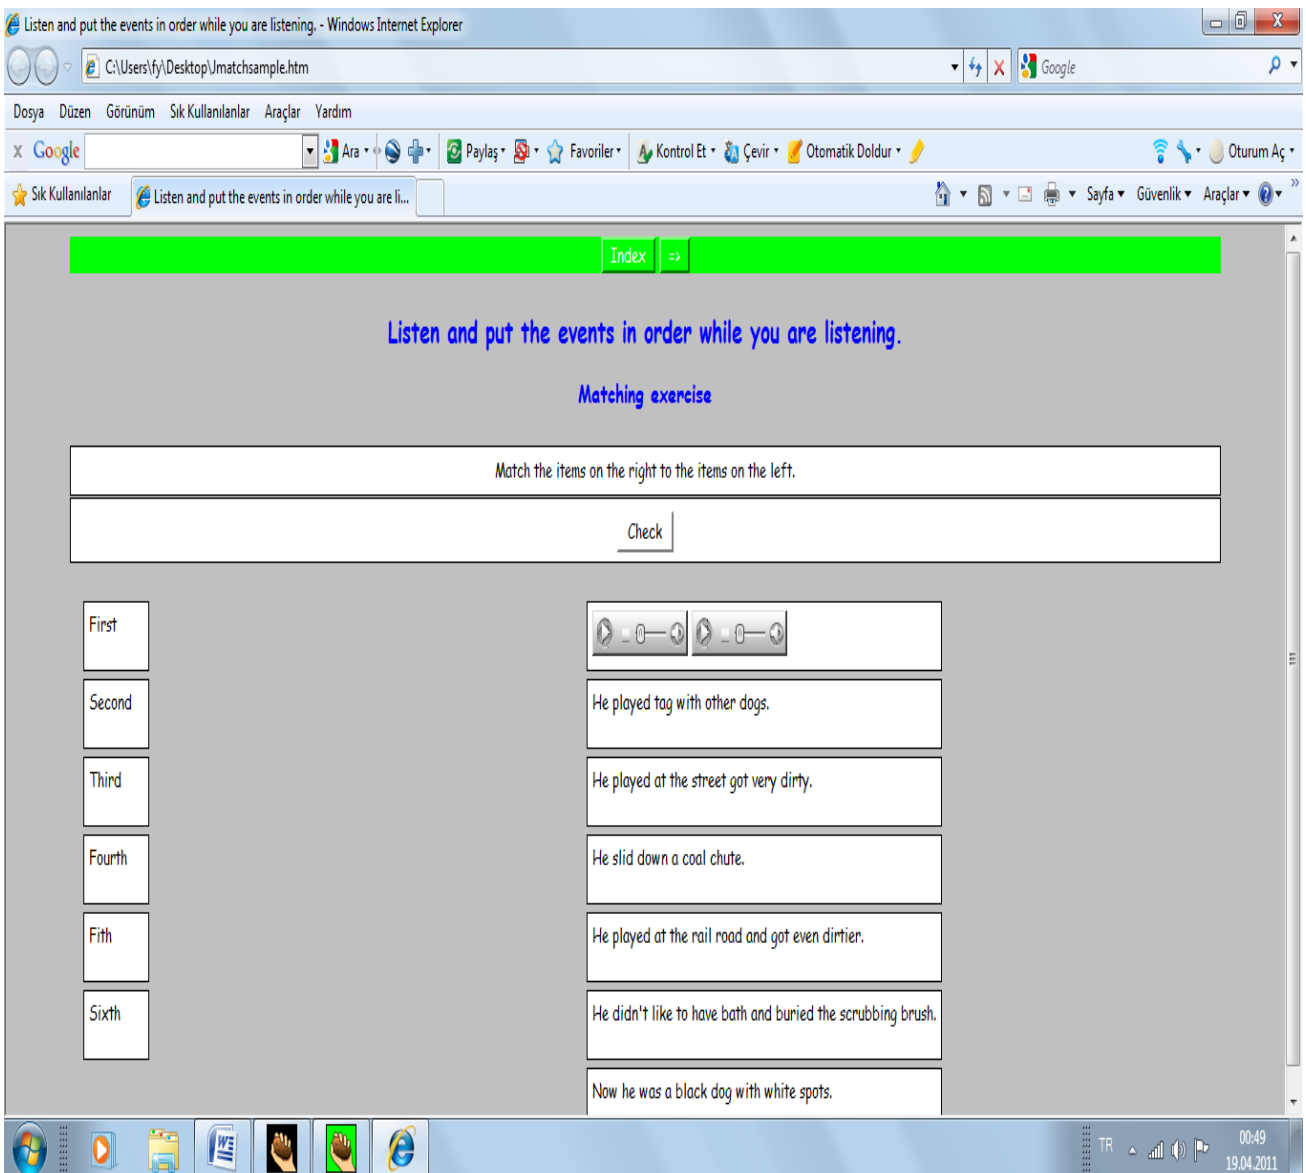 Listen and put the events in order while you are listening. - Windows Internet Explorer
C:\Users\fy\Desktop\Jmatchsample.htm
Google
Dosya Düzen Görünüm Sık Kullanılanlar Araçlar Yardım
x Google Ara Paylaş Favoriler Kontrol Et Çevir Otomatik Doldur Oturum Aç
Sık Kullanılanlar Listen and put the events in order while you are li... Sayfa Güvenlik Araçlar
Index =>
Listen and put the events in order while you are listening.
Matching exercise
Match the items on the right to the items on the left.
Check
First
Second He played tag with other dogs.
Third He played at the street got very dirty.
Fourth He slid down a coal chute.
Fith He played at the rail road and got even dirtier.
Sixth He didn't like to have bath and buried the scrubbing brush.
Now he was a black dog with white spots.
TR 00:49
19.04.2011